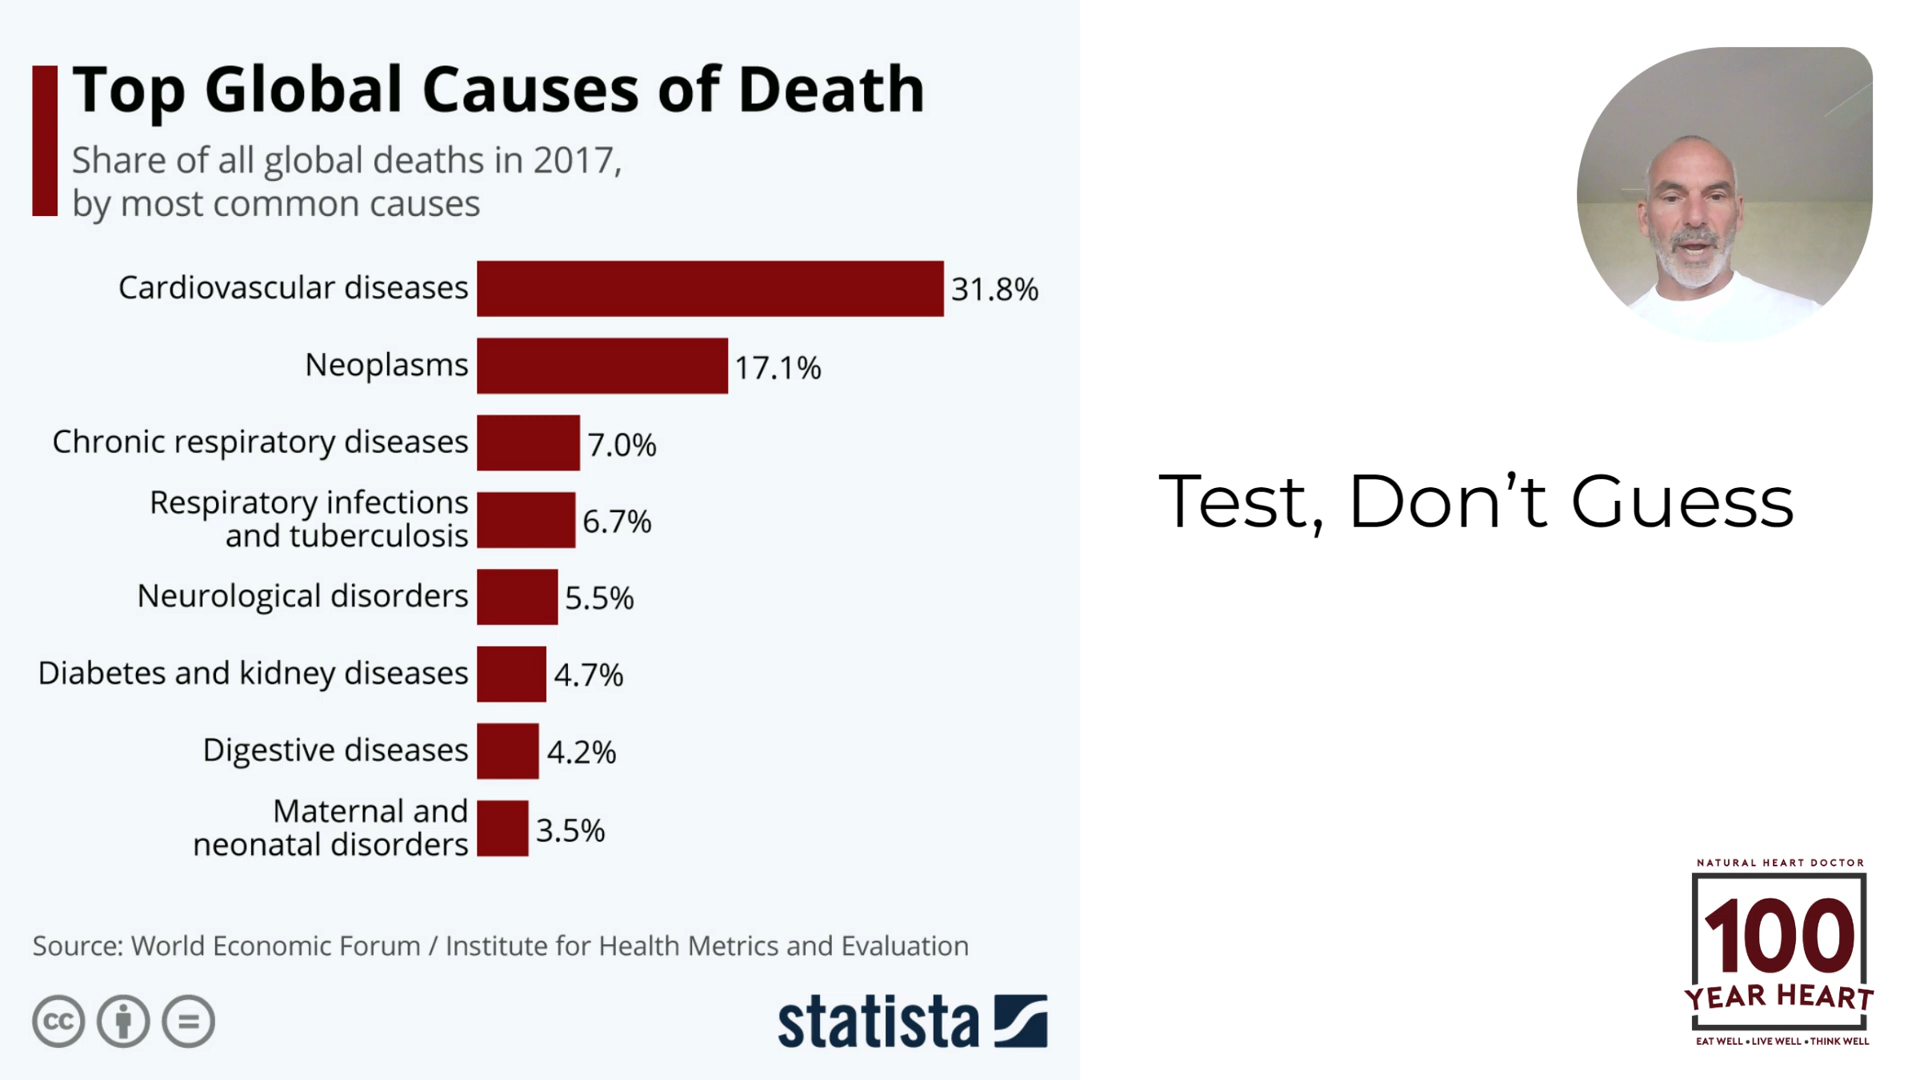 Top Global Causes of Death
Share of all global deaths in 2017,
by most common causes
Cardiovascular diseases 31.8%
Neoplasms 17.1%
Chronic respiratory diseases 7.0%
Respiratory infections
and tuberculosis 6.7%
Neurological disorders 5.5%
Diabetes and kidney diseases 4.7%
Digestive diseases 4.2%
Maternal and
neonatal disorders 3.5%
Source: World Economic Forum / Institute for Health Metrics and Evaluation
cc
statista
Test, Don’t Guess
NATURAL HEART DOCTOR
100
YEAR HEART
EAT WELL • LIVE WELL • THINK WELL